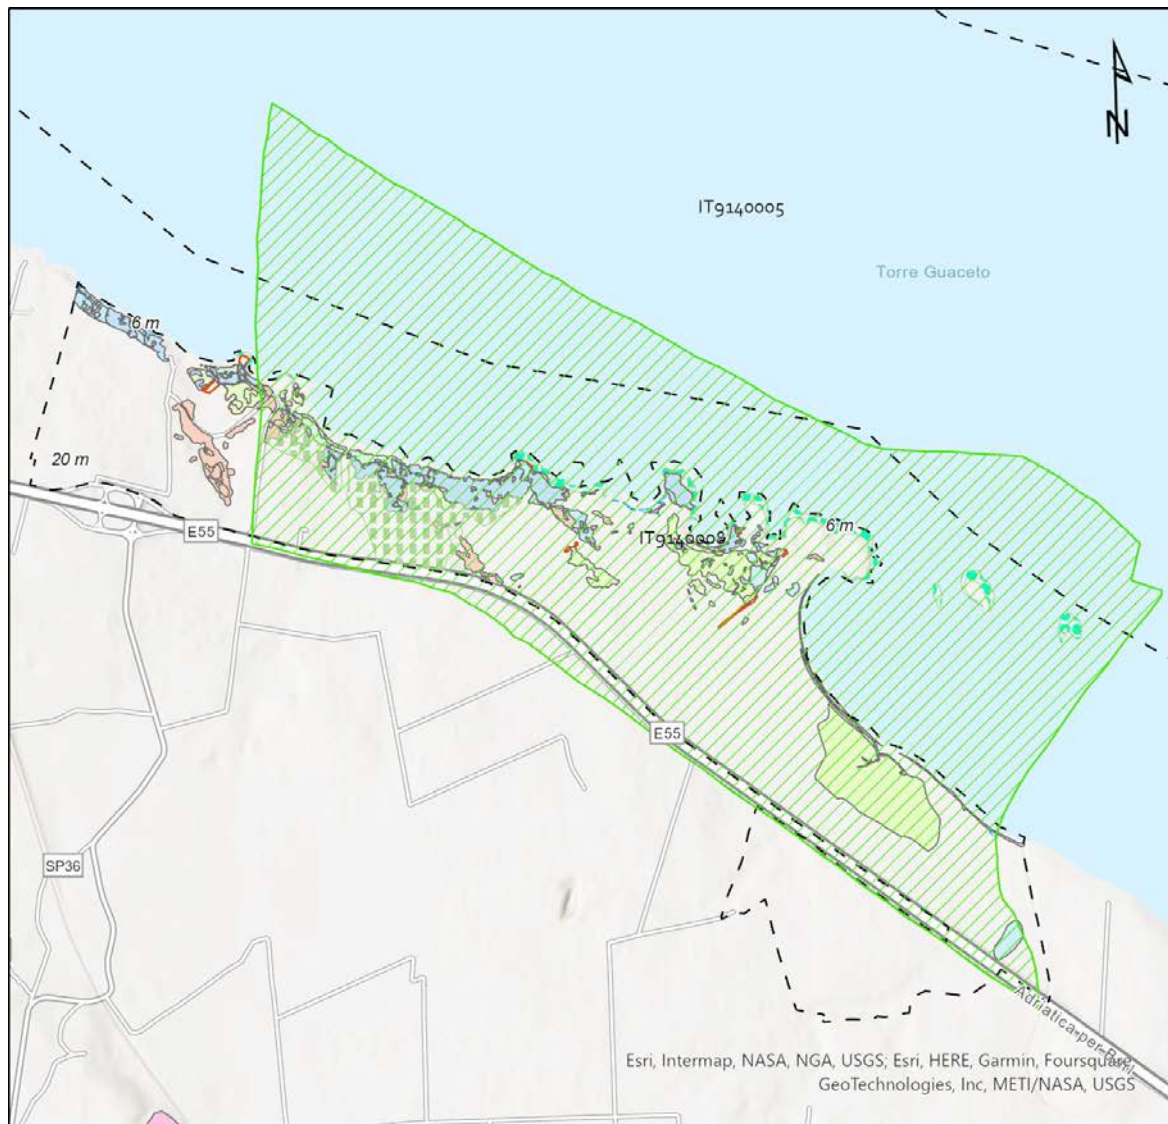 N
IT9140005
Torre Guaceto
6 m
20 m
E55
6 m
IT9140008
E55
SP36
Adriatica-per-Bari
Esri, Intermap, NASA, NGA, USGS; Esri, HERE, Garmin, Foursquare,
GeoTechnologies, Inc, METI/NASA, USGS